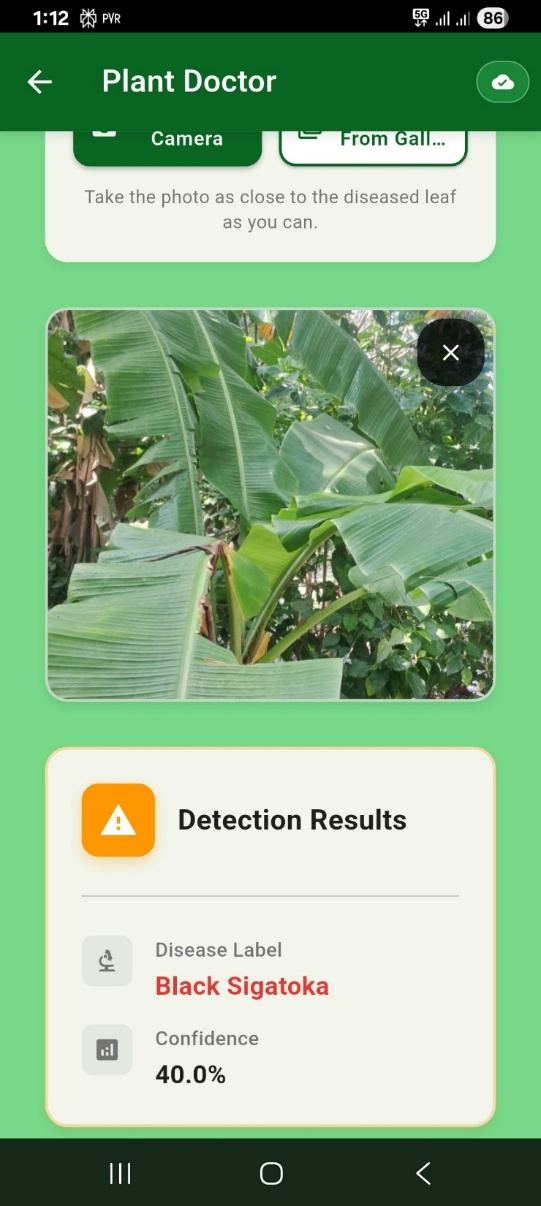 1:12 PVR 5G 86
Plant Doctor
Camera
From Gall...
Take the photo as close to the diseased leaf
as you can.
Detection Results
Disease Label
Black Sigatoka
Confidence
40.0%